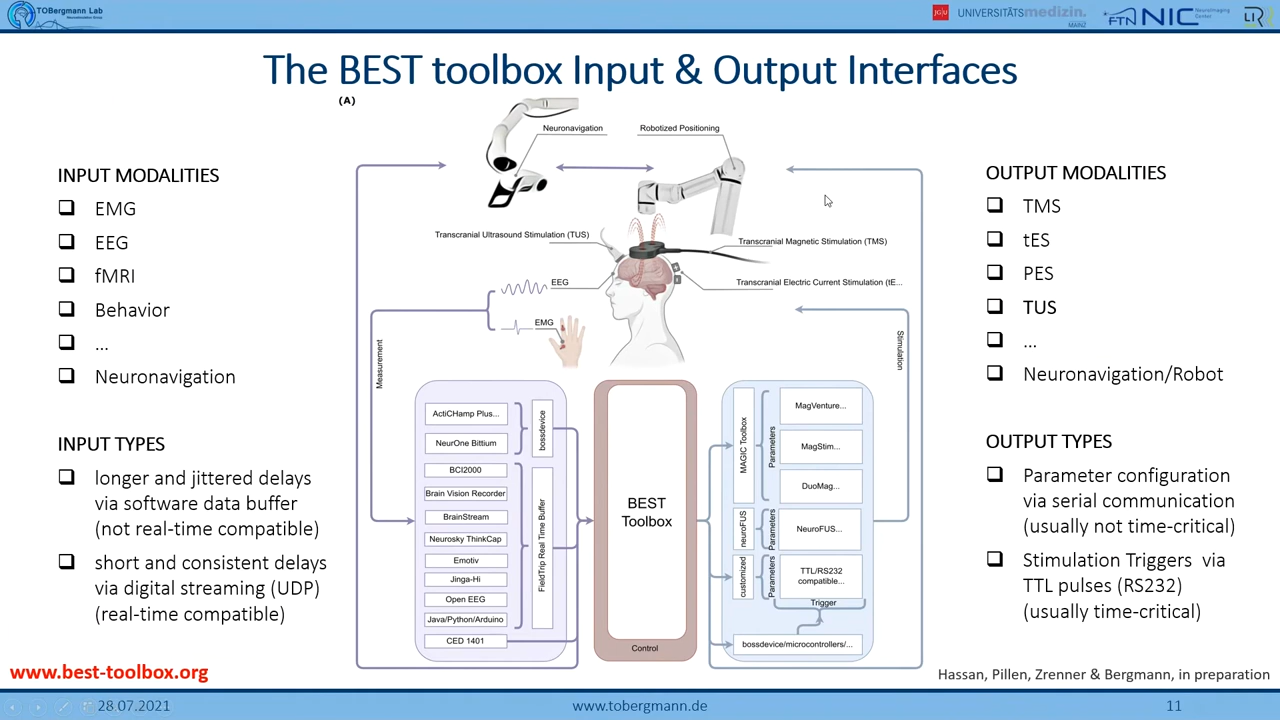 TOBergmann Lab
Neurostimulation Group
JG|U UNIVERSITÄTSmedizin.
MAINZ
FTN NIC NeuroImaging Center
The BEST toolbox Input & Output Interfaces
(A)
Neuronavigation
Robotized Positioning
INPUT MODALITIES
EMG
EEG
fMRI
Behavior
...
Neuronavigation
INPUT TYPES
longer and jittered delays
via software data buffer
(not real-time compatible)
short and consistent delays
via digital streaming (UDP)
(real-time compatible)
Transcranial Ultrasound Stimulation (TUS)
Transcranial Magnetic Stimulation (TMS)
EEG
Transcranial Electric Current Stimulation (tE...
EMG
Measurement
Stimulation
ActiCHamp Plus...
NeurOne Bittium
bossdevice
BCI2000
Brain Vision Recorder
BrainStream
Neurosky ThinkCap
Emotiv
Jinga-Hi
Open EEG
Java/Python/Arduino
FieldTrip Real Time Buffer
CED 1401
BEST
Toolbox
Control
MAGIC Toolbox
Parameters
MagVenture...
MagStim...
DuoMag...
neuroFUS
Parameters
NeuroFUS...
customized
Parameters
TTL/RS232
compatible...
Trigger
bossdevice/microcontrollers/...
OUTPUT MODALITIES
TMS
tES
PES
TUS
...
Neuronavigation/Robot
OUTPUT TYPES
Parameter configuration
via serial communication
(usually not time-critical)
Stimulation Triggers via
TTL pulses (RS232)
(usually time-critical)
www.best-toolbox.org
Hassan, Pillen, Zrenner & Bergmann, in preparation
28.07.2021
www.tobergmann.de
11